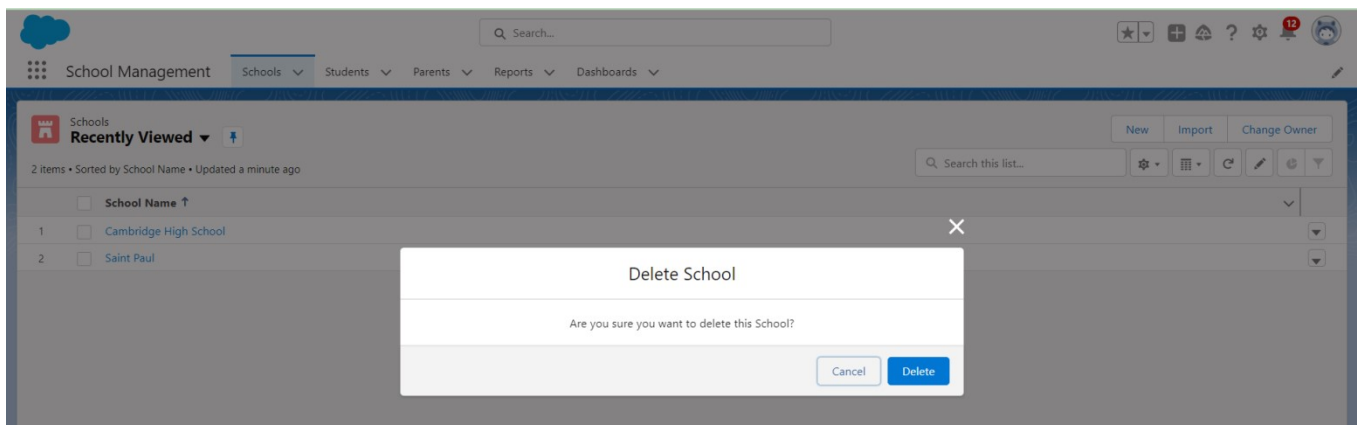 Search...
12
School Management Schools Students Parents Reports Dashboards
Schools
Recently Viewed
New Import Change Owner
2 items • Sorted by School Name • Updated a minute ago
Search this list...
School Name ↑
1 Cambridge High School
2 Saint Paul
Delete School
Are you sure you want to delete this School?
Cancel Delete